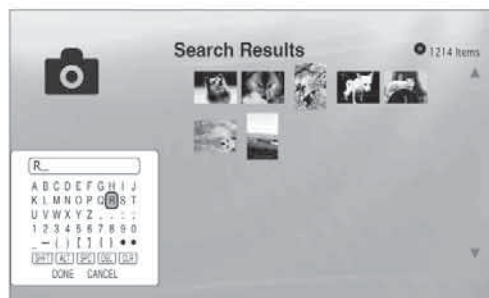 Search Results
1214 Items
R_
A B C D E F G H I J
K L M N O P Q R S T
U V W X Y Z . , : ;
1 2 3 4 5 6 7 8 9 0
_ – ( ) [ ] { }
SHIFT ALT SPC DEL CLR
DONE CANCEL